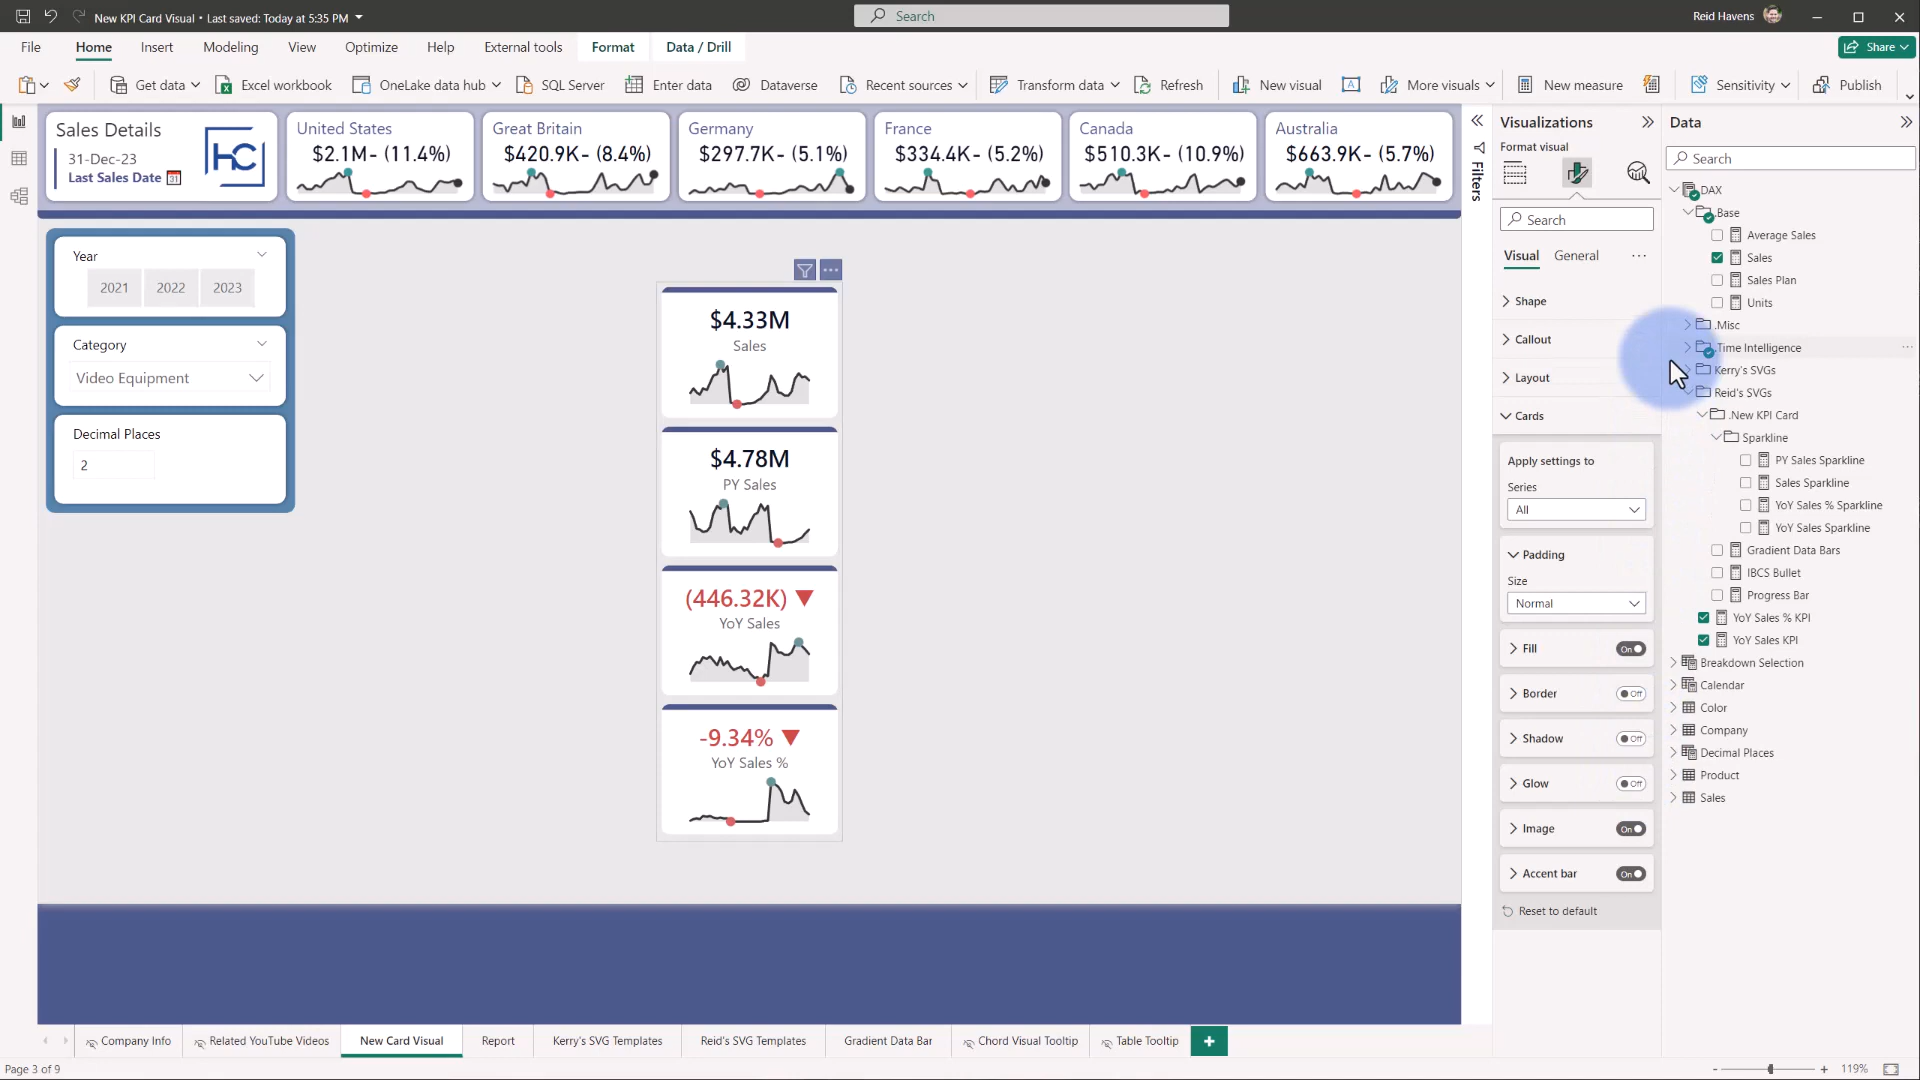 New KPI Card Visual • Last saved: Today at 5:35 PM
Search
Reid Havens
File Home Insert Modeling View Optimize Help External tools Format Data / Drill
Share
Get data Excel workbook OneLake data hub SQL Server Enter data Dataverse Recent sources Transform data Refresh New visual More visuals New measure Sensitivity Publish
Sales Details
31-Dec-23
Last Sales Date 31
HC
United States
$2.1M- (11.4%)
Great Britain
$420.9K- (8.4%)
Germany
$297.7K- (5.1%)
France
$334.4K- (5.2%)
Canada
$510.3K- (10.9%)
Australia
$663.9K- (5.7%)
Year
2021 2022 2023
Category
Video Equipment
Decimal Places
2
$4.33M
Sales
$4.78M
PY Sales
(446.32K) ▼
YoY Sales
-9.34% ▼
YoY Sales %
Filters
Visualizations
Format visual
Search
Visual General ...
Shape
Callout
Layout
Cards
Apply settings to
Series
All
Padding
Size
Normal
Fill On
Border Off
Shadow Off
Glow Off
Image On
Accent bar On
Reset to default
Data
Search
DAX
.Base
Average Sales
Sales
Sales Plan
Units
.Misc
.Time Intelligence
Kerry's SVGs
Reid's SVGs
.New KPI Card
Sparkline
PY Sales Sparkline
Sales Sparkline
YoY Sales % Sparkline
YoY Sales Sparkline
Gradient Data Bars
IBCS Bullet
Progress Bar
YoY Sales % KPI
YoY Sales KPI
Breakdown Selection
Calendar
Color
Company
Decimal Places
Product
Sales
Company Info Related YouTube Videos New Card Visual Report Kerry's SVG Templates Reid's SVG Templates Gradient Data Bar Chord Visual Tooltip Table Tooltip +
Page 3 of 9
- + 119%